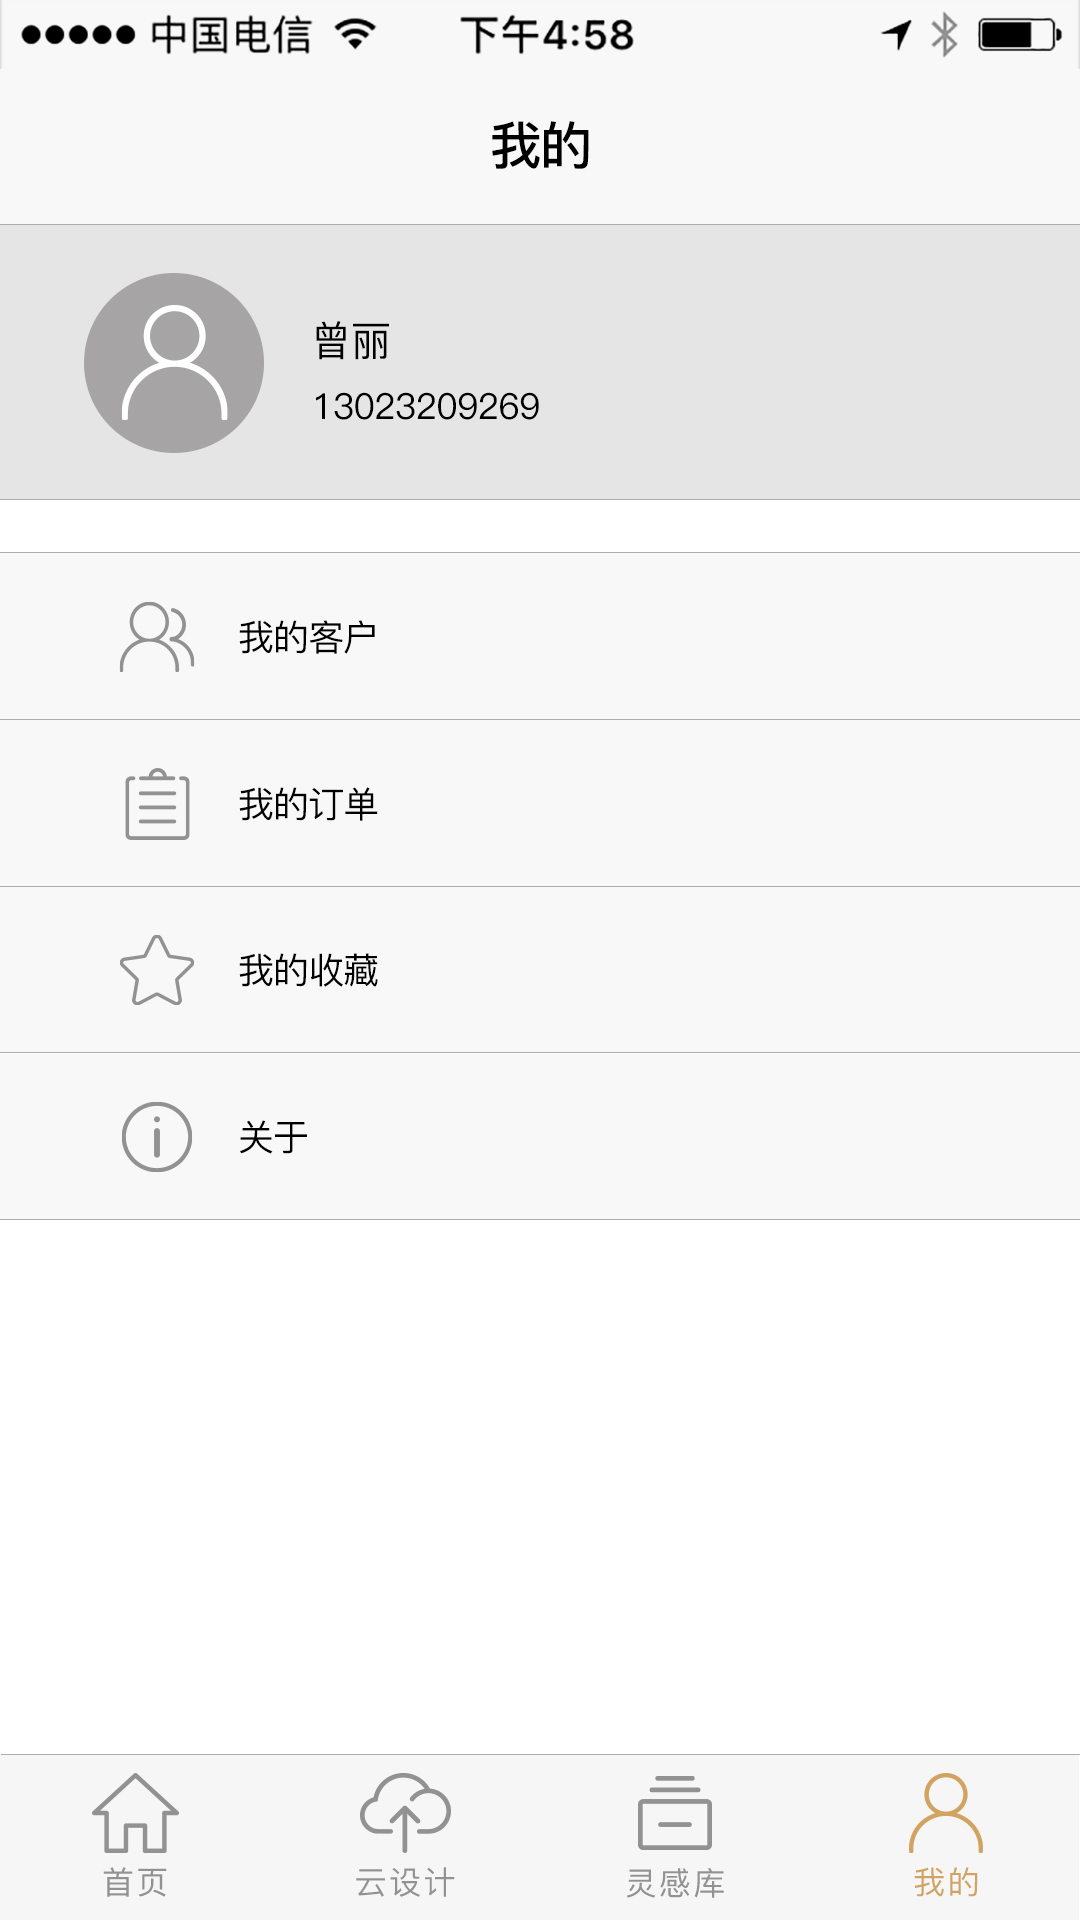 中国电信 下午4:58
我的
曾丽
13023209269
我的客户
我的订单
我的收藏
关于
首页 云设计 灵感库 我的